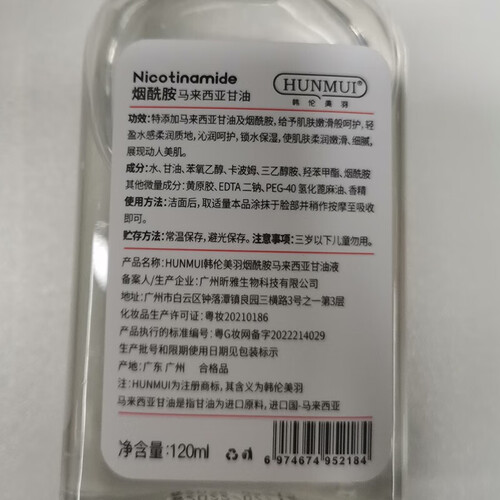 Nicotinamide
烟酰胺马来西亚甘油
HUNMUI
韩伦美羽
功效：特添加马来西亚甘油及烟酰胺，给予肌肤嫩滑般呵护，轻
盈水感柔润质地，沁润呵护，锁水保湿，使肌肤柔润嫩滑、细腻，
展现动人美肌。
成分：水、甘油、苯氧乙醇、卡波姆、三乙醇胺、羟苯甲酯、烟酰胺
其他微量成分：黄原胶、EDTA 二钠、PEG-40 氢化蓖麻油、香精
使用方法：洁面后，取适量本品涂抹于脸部并稍作按摩至吸收
即可。
贮存方法：常温保存，避光保存。注意事项：三岁以下儿童勿用。
产品名称：HUNMUI韩伦美羽烟酰胺马来西亚甘油液
备案人/生产企业：广州昕雅生物科技有限公司
地址：广州市白云区钟落潭镇良园三横路3号之一第3层
化妆品生产许可证：粤妆20210186
产品执行的标准编号：粤G妆网备字2022214029
生产批号和限期使用日期见包装标示
产地：广东 广州 合格品
注：HUNMUI为注册商标，其含义为韩伦美羽
马来西亚甘油是指甘油为进口原料，进口国-马来西亚
净含量：120ml
6 974674 952184